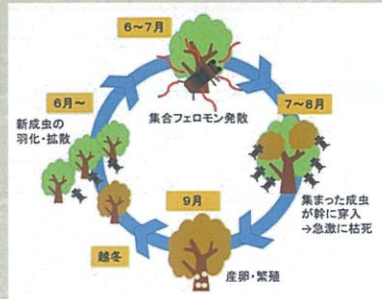 6～7月
集合フェロモン発散
7～8月
集まった成虫
が幹に穿入
→急激に枯死
9月
産卵・繁殖
越冬
6月～
新成虫の
羽化・拡散